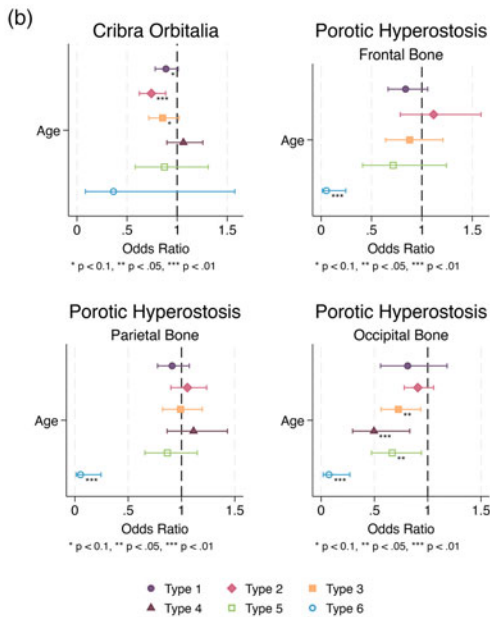 (b)
Cribra Orbitalia
*
***
*
Age
0 .5 1 1.5
Odds Ratio
* p < 0.1, ** p < .05, *** p < .01
Porotic Hyperostosis
Frontal Bone
Age
***
0 .5 1 1.5
Odds Ratio
* p < 0.1, ** p < .05, *** p < .01
Porotic Hyperostosis
Parietal Bone
Age
***
0 .5 1 1.5
Odds Ratio
* p < 0.1, ** p < .05, *** p < .01
Porotic Hyperostosis
Occipital Bone
**
Age
***
**
***
0 .5 1 1.5
Odds Ratio
* p < 0.1, ** p < .05, *** p < .01
Type 1 Type 2 Type 3
Type 4 Type 5 Type 6